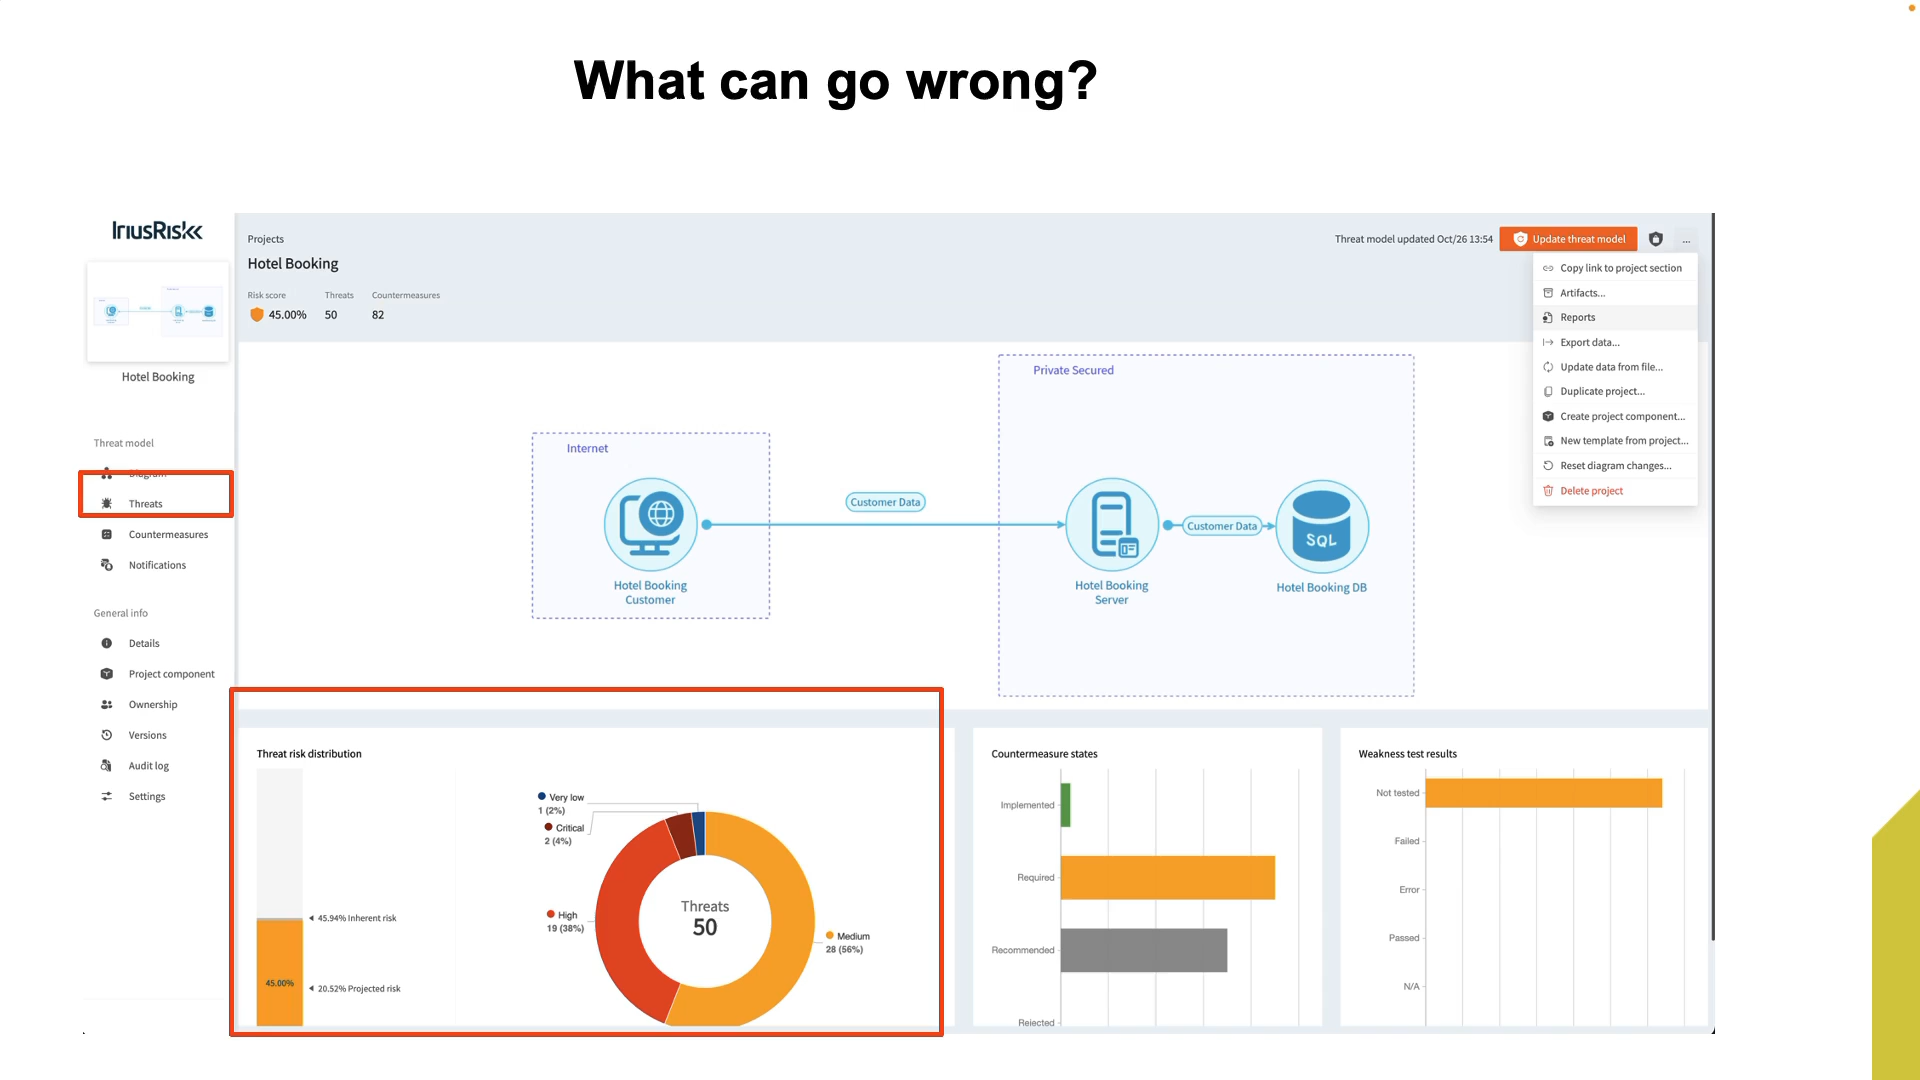 What can go wrong?
IriusRisk
Hotel Booking
Threat model
Diagram
Threats
Countermeasures
Notifications
General info
Details
Project component
Ownership
Versions
Audit log
Settings
Projects
Hotel Booking
Risk score
Threats
Countermeasures
45.00%
50
82
Threat model updated Oct/26 13:54
Update threat model
...
Copy link to project section
Artifacts...
Reports
Export data...
Update data from file...
Duplicate project...
Create project component...
New template from project...
Reset diagram changes...
Delete project
Internet
Hotel Booking
Customer
Customer Data
Private Secured
Hotel Booking
Server
Customer Data
SQL
Hotel Booking DB
Threat risk distribution
45.94% Inherent risk
45.00%
20.52% Projected risk
Very low
1 (2%)
Critical
2 (4%)
High
19 (38%)
Threats
50
Medium
28 (56%)
Countermeasure states
Implemented
Required
Recommended
Rejected
Weakness test results
Not tested
Failed
Error
Passed
N/A